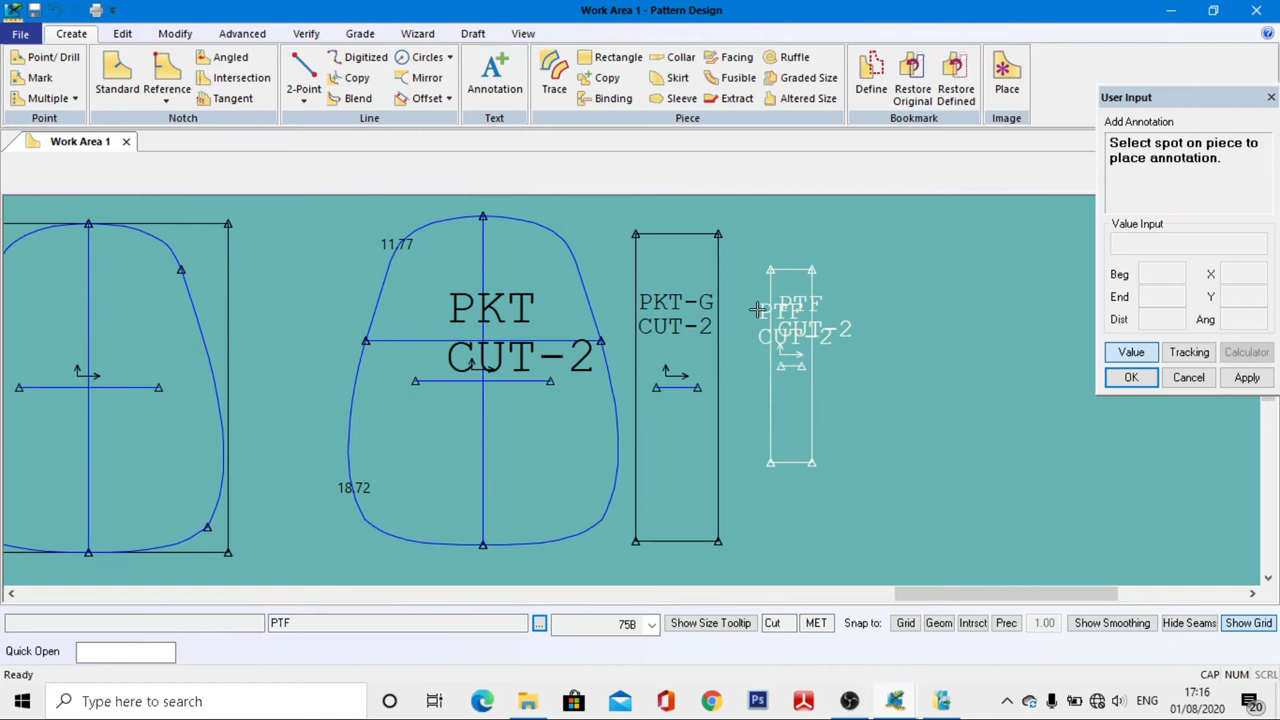 Work Area 1 - Pattern Design
File
Create
Edit
Modify
Advanced
Verify
Grade
Wizard
Draft
View
Point/ Drill
Mark
Multiple
Point
Standard
Reference
Angled
Intersection
Tangent
Notch
2-Point
Digitized
Copy
Blend
Circles
Mirror
Offset
Line
Annotation
Text
Trace
Rectangle
Copy
Binding
Collar
Skirt
Sleeve
Facing
Fusible
Extract
Ruffle
Graded Size
Altered Size
Piece
Define
Restore
Original
Restore
Defined
Bookmark
Place
Image
Work Area 1
User Input
Add Annotation
Select spot on piece to
place annotation.
Value Input
Beg
X
End
Y
Dist
Ang
Value
Tracking
Calculator
OK
Cancel
Apply
11.77
18.72
PKT
CUT-2
PKT-G
CUT-2
PTF
CUT-2
PTF
CUT-2
PTF
...
75B
Show Size Tooltip
Cut
MET
Snap to:
Grid
Geom
Intrsct
Prec
1.00
Show Smoothing
Hide Seams
Show Grid
Quick Open
Ready
CAP
NUM
SCRL
Type here to search
ENG
17:16
01/08/2020
20